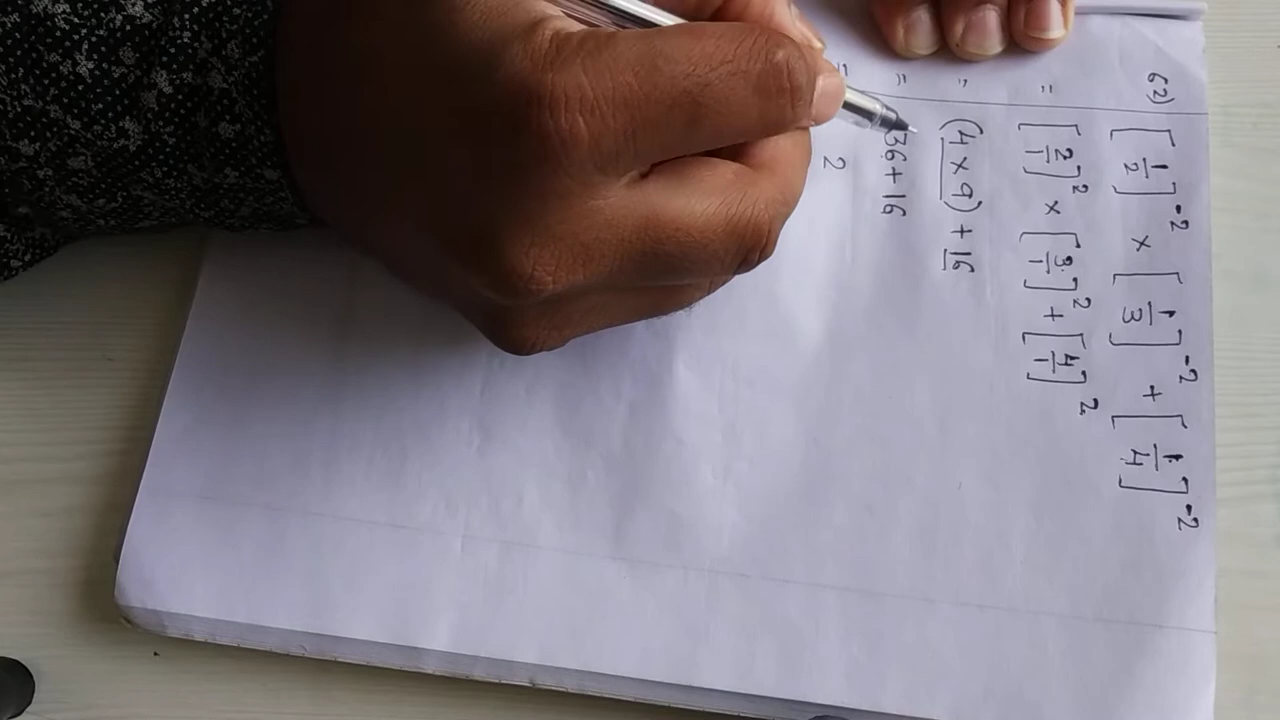 62) [1/2]^-2 × [1/3]^-2 + [1/4]^-2
= [2/1]^2 × [3/1]^2 + [4/1]^2
= (4 × 9) + 16
= 36 + 16
= 2